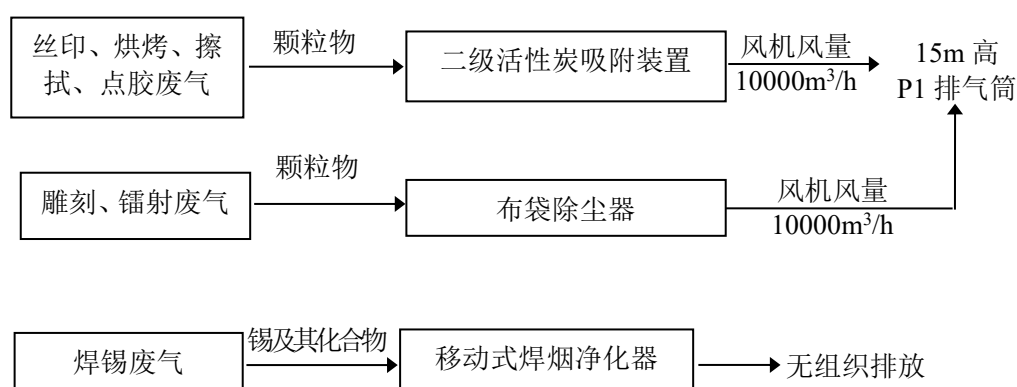 丝印、烘烤、擦
拭、点胶废气
颗粒物
二级活性炭吸附装置
风机风量
10000m³/h
15m 高
P1 排气筒
雕刻、镭射废气
颗粒物
布袋除尘器
风机风量
10000m³/h
焊锡废气
锡及其化合物
移动式焊烟净化器
无组织排放